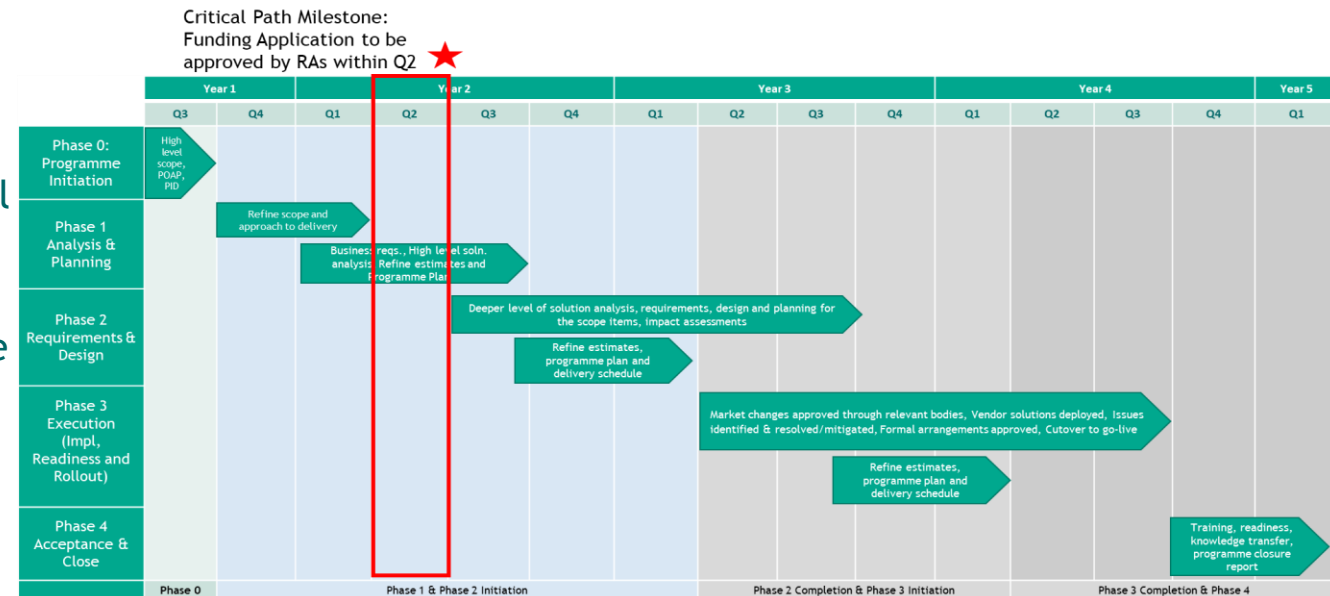 Critical Path Milestone:
Funding Application to be
approved by RAs within Q2
Year 1 Year 2 Year 3 Year 4 Year 5
Q3 Q4 Q1 Q2 Q3 Q4 Q1 Q2 Q3 Q4 Q1 Q2 Q3 Q4 Q1
Phase 0:
Programme
Initiation
High
level
scope,
POAP,
PID
l
Phase 1
Analysis &
Planning
Refine scope and
approach to delivery
Business reqs., High level soln.
analysis, Refine estimates and
Programme Plan
Phase 2
Requirements &
Design
e
Deeper level of solution analysis, requirements, design and planning for
the scope items, impact assessments
Refine estimates,
programme plan and
delivery schedule
Phase 3
Execution
(Impl,
Readiness and
Rollout)
Market changes approved through relevant bodies, Vendor solutions deployed, Issues
identified & resolved/mitigated, Formal arrangements approved, Cutover to go-live
Refine estimates,
programme plan and
delivery schedule
Phase 4
Acceptance &
Close
Training, readiness,
knowledge transfer,
programme closure
report
Phase 0 Phase 1 & Phase 2 Initiation Phase 2 Completion & Phase 3 Initiation Phase 3 Completion & Phase 4